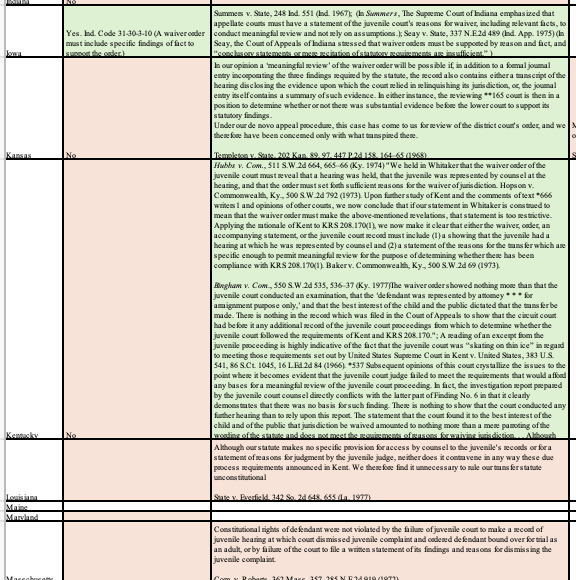 Indiana
No
Yes. Ind. Code 31-30-3-10 (A waiver order
must include specific findings of fact to
support the order.)
Summers v. State, 248 Ind. 551 (Ind. 1967); (In Summers, The Supreme Court of Indiana emphasized that
appellate courts must have a statement of the juvenile court's reasons for waiver, including relevant facts, to
conduct meaningful review and not rely on assumptions.); Seay v. State, 337 N.E.2d 489 (Ind. App. 1975) (In
Seay, the Court of Appeals of Indiana stressed that waiver orders must be supported by reason and fact, and
"conclusory statements or mere recitation of statutory requirements are insufficient." )
Iowa
In our opinion a 'meaningful review' of the waiver order will be possible if, in addition to a formal journal
entry incorporating the three findings required by the statute, the record also contains either a transcript of the
hearing disclosing the evidence upon which the court relied in relinquishing its jurisdiction, or, the journal
entry itself contains a summary of such evidence. In either instance, the reviewing **165 court is then in a
position to determine whether or not there was substantial evidence before the lower court to support its
statutory findings.
Under our de novo appeal procedure, this case has come to us for review of the district court's order, and we
therefore have been concerned only with what transpired there.
Kansas
No
Templeton v. State, 202 Kan. 89, 97, 447 P.2d 158, 164–65 (1968)
Hubbs v. Com., 511 S.W.2d 664, 665–66 (Ky. 1974) "We held in Whitaker that the waiver order of the
juvenile court must reveal that a hearing was held, that the juvenile was represented by counsel at the
hearing, and that the order must set forth sufficient reasons for the waiver of jurisdiction. Hopson v.
Commonwealth, Ky., 500 S.W.2d 792 (1973). Upon further study of Kent and the comments of text *666
writers1 and opinions of other courts, we now conclude that if our statement in Whitaker is construed to
mean that the waiver order must make the above-mentioned revelations, that statement is too restrictive.
Applying the rationale of Kent to KRS 208.170(1), we now make it clear that either the waiver, order, an
accompanying statement, or the juvenile court record must include (1) a showing that the juvenile had a
hearing at which he was represented by counsel and (2) a statement of the reasons for the transfer which are
specific enough to permit meaningful review for the purpose of determining whether there has been
compliance with KRS 208.170(1). Baker v. Commonwealth, Ky., 500 S.W.2d 69 (1973).
Bingham v. Com., 550 S.W.2d 535, 536–37 (Ky. 1977)The waiver order showed nothing more than that the
juvenile court conducted an examination, that the 'defendant was represented by attorney * * * for
arraignment purpose only,' and that the best interest of the child and the public dictated that the transfer be
made. There is nothing in the record which was filed in the Court of Appeals to show that the circuit court
had before it any additional record of the juvenile court proceedings from which to determine whether the
juvenile court followed the requirements of Kent and KRS 208.170."; A reading of an excerpt from the
juvenile proceeding is highly indicative of the fact that the juvenile court was "skating on thin ice" in regard
to meeting those requirements set out by United States Supreme Court in Kent v. United States, 383 U.S.
541, 86 S.Ct. 1045, 16 L.Ed.2d 84 (1966). *537 Subsequent opinions of this court crystallize the issues to the
point where it becomes evident that the juvenile court judge failed to meet the requirements that would afford
any bases for a meaningful review of the juvenile court proceeding. In fact, the investigation report prepared
by the juvenile court counsel directly conflicts with the latter part of Finding No. 6 in that it clearly
demonstrates that there was no basis for such finding. There is nothing to show that the court conducted any
further hearing than to rely upon this report. The statement that the court found it to the best interest of the
child and of the public that jurisdiction be waived amounted to nothing more than a mere parroting of the
wording of the statute and does not meet the requirements of reasons for waiving jurisdiction. . . Although
Kentucky
No
Although our statute makes no specific provision for access by counsel to the juvenile's records or for a
statement of reasons for judgment by the juvenile judge, neither does it contravene in any way these due
process requirements announced in Kent. We therefore find it unnecessary to rule our transfer statute
unconstitutional
Louisiana
State v. Everfield, 342 So. 2d 648, 655 (La. 1977)
Maine
Maryland
Constitutional rights of defendant were not violated by the failure of juvenile court to make a record of
juvenile hearing at which court dismissed juvenile complaint and ordered defendant bound over for trial as
an adult, or by failure of the court to file a written statement of its findings and reasons for dismissing the
juvenile complaint.
Massachusetts
Com. v. Roberts, 362 Mass. 357, 285 N.E.2d 919 (1972)